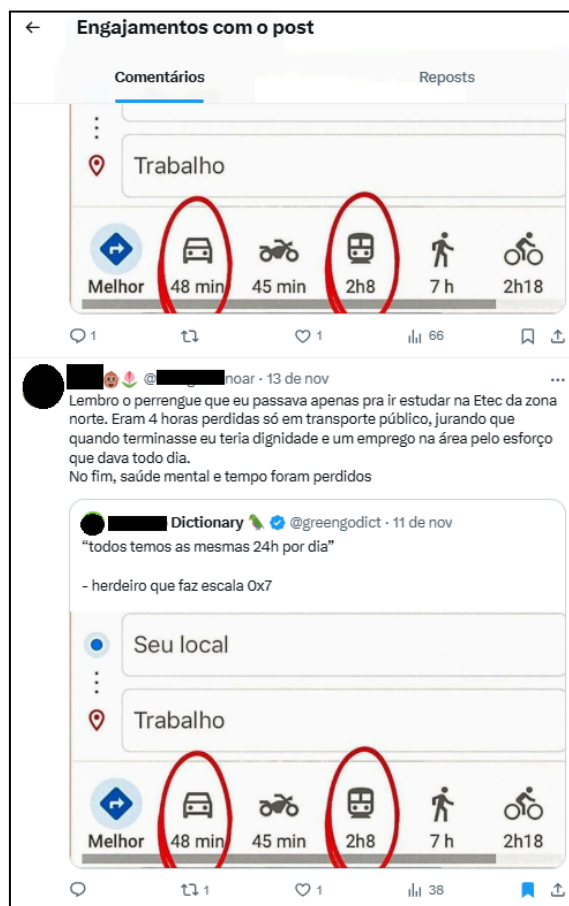 Engajamentos com o post
Comentários Reposts
Trabalho
Melhor 48 min 45 min 2h8 7 h 2h18
1 1 66
@ noar · 13 de nov
Lembro o perrengue que eu passava apenas pra ir estudar na Etec da zona
norte. Eram 4 horas perdidas só em transporte público, jurando que
quando terminasse eu teria dignidade e um emprego na área pelo esforço
que dava todo dia.
No fim, saúde mental e tempo foram perdidos
Dictionary @greengodict · 11 de nov
“todos temos as mesmas 24h por dia”
- herdeiro que faz escala 0x7
Seu local
Trabalho
Melhor 48 min 45 min 2h8 7 h 2h18
1 1 38